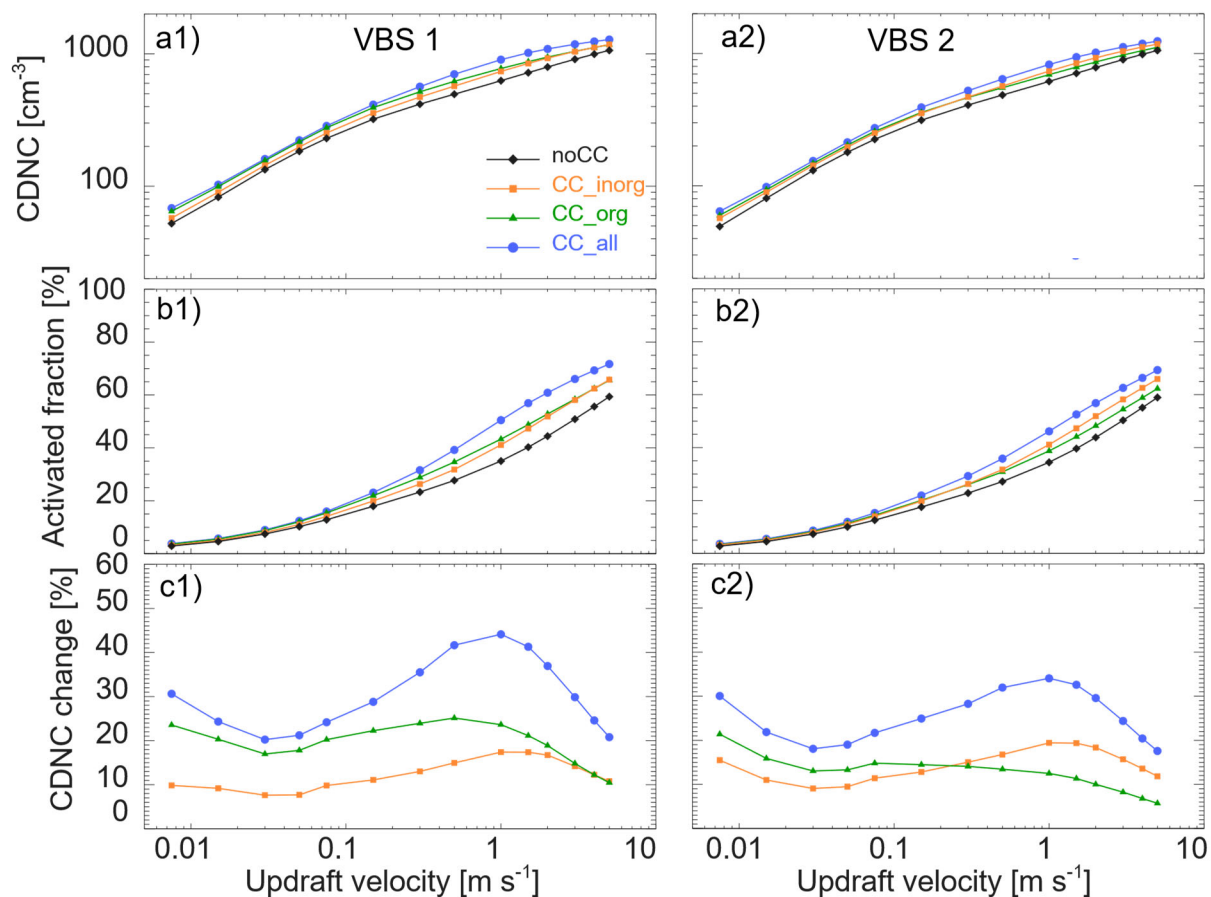 a1) VBS 1
a2) VBS 2
CDNC [cm-3]
1000
100
noCC
CC_inorg
CC_org
CC_all
b1)
b2)
Activated fraction [%]
100
80
60
40
20
0
c1)
c2)
CDNC change [%]
60
50
40
30
20
10
0
0.01 0.1 1 10
0.01 0.1 1 10
Updraft velocity [m s-1]
Updraft velocity [m s-1]